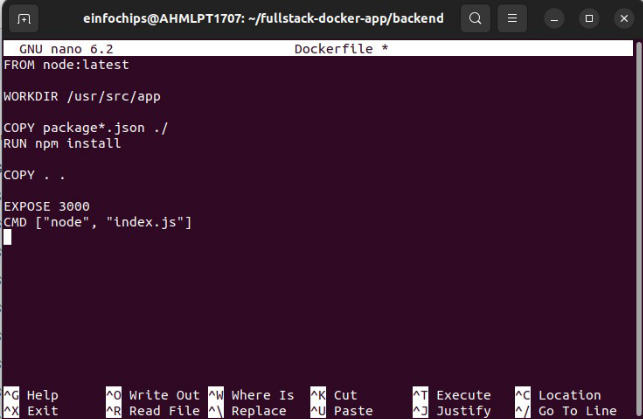 einfochips@AHMLPT1707: ~/fullstack-docker-app/backend
GNU nano 6.2 Dockerfile *
FROM node:latest
WORKDIR /usr/src/app
COPY package*.json ./
RUN npm install
COPY . .
EXPOSE 3000
CMD ["node", "index.js"]
^G Help ^O Write Out ^W Where Is ^K Cut ^T Execute ^C Location
^X Exit ^R Read File ^\ Replace ^U Paste ^J Justify ^/ Go To Line